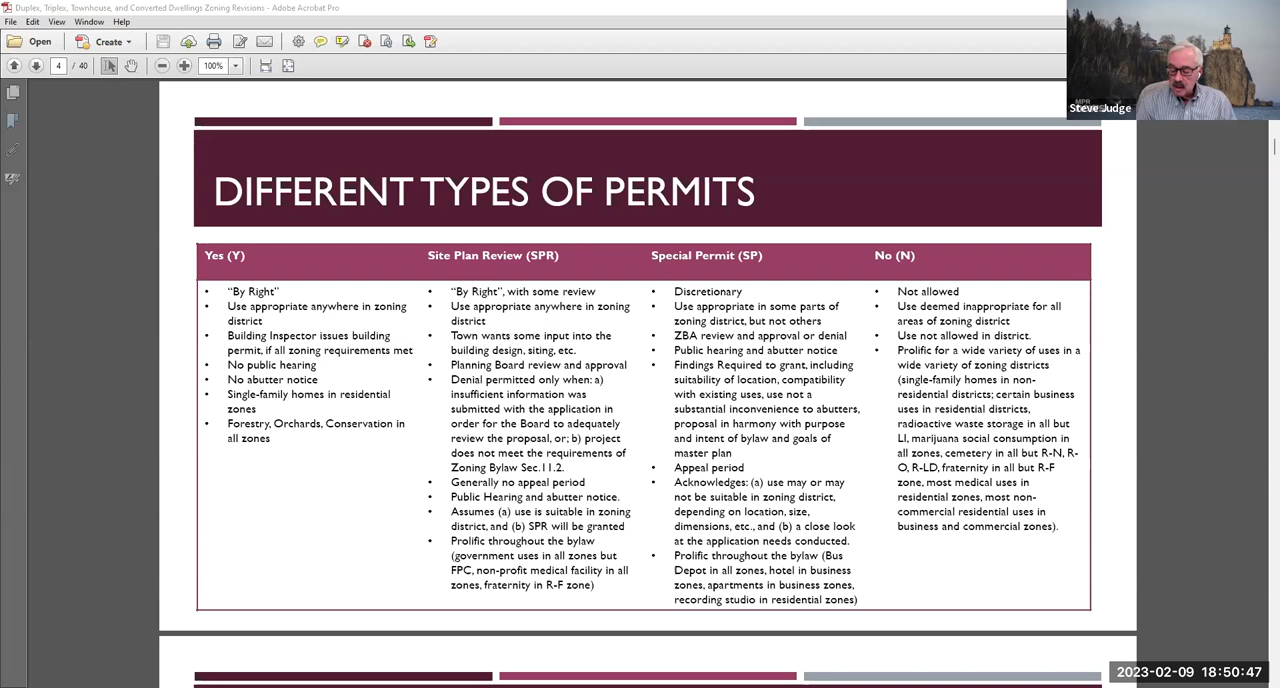 Duplex, Triplex, Townhouse, and Converted Dwellings Zoning Revisions - Adobe Acrobat Pro
File Edit View Window Help
Open
Create
4 / 40
100%
Steve Judge
DIFFERENT TYPES OF PERMITS
Yes (Y)
• "By Right"
• Use appropriate anywhere in zoning
district
• Building Inspector issues building
permit, if all zoning requirements met
• No public hearing
• No abutter notice
• Single-family homes in residential
zones
• Forestry, Orchards, Conservation in
all zones
Site Plan Review (SPR)
• "By Right", with some review
• Use appropriate anywhere in zoning
district
• Town wants some input into the
building design, siting, etc.
• Planning Board review and approval
• Denial permitted only when: a)
insufficient information was
submitted with the application in
order for the Board to adequately
review the proposal, or; b) project
does not meet the requirements of
Zoning Bylaw Sec.11.2.
• Generally no appeal period
• Public Hearing and abutter notice.
• Assumes (a) use is suitable in zoning
district, and (b) SPR will be granted
• Prolific throughout the bylaw
(government uses in all zones but
FPC, non-profit medical facility in all
zones, fraternity in R-F zone)
Special Permit (SP)
• Discretionary
• Use appropriate in some parts of
zoning district, but not others
• ZBA review and approval or denial
• Public hearing and abutter notice
• Findings Required to grant, including
suitability of location, compatibility
with existing uses, use not a
substantial inconvenience to abutters,
proposal in harmony with purpose
and intent of bylaw and goals of
master plan
• Appeal period
• Acknowledges: (a) use may or may
not be suitable in zoning district,
depending on location, size,
dimensions, etc., and (b) a close look
at the application needs conducted.
• Prolific throughout the bylaw (Bus
Depot in all zones, hotel in business
zones, apartments in business zones,
recording studio in residential zones)
No (N)
• Not allowed
• Use deemed inappropriate for all
areas of zoning district
• Use not allowed in district.
• Prolific for a wide variety of uses in a
wide variety of zoning districts
(single-family homes in non-
residential districts; certain business
uses in residential districts,
radioactive waste storage in all but
LI, marijuana social consumption in
all zones, cemetery in all but R-N, R-
O, R-LD, fraternity in all but R-F
zone, most medical uses in
residential zones, most non-
commercial residential uses in
business and commercial zones).
2023-02-09 18:50:47